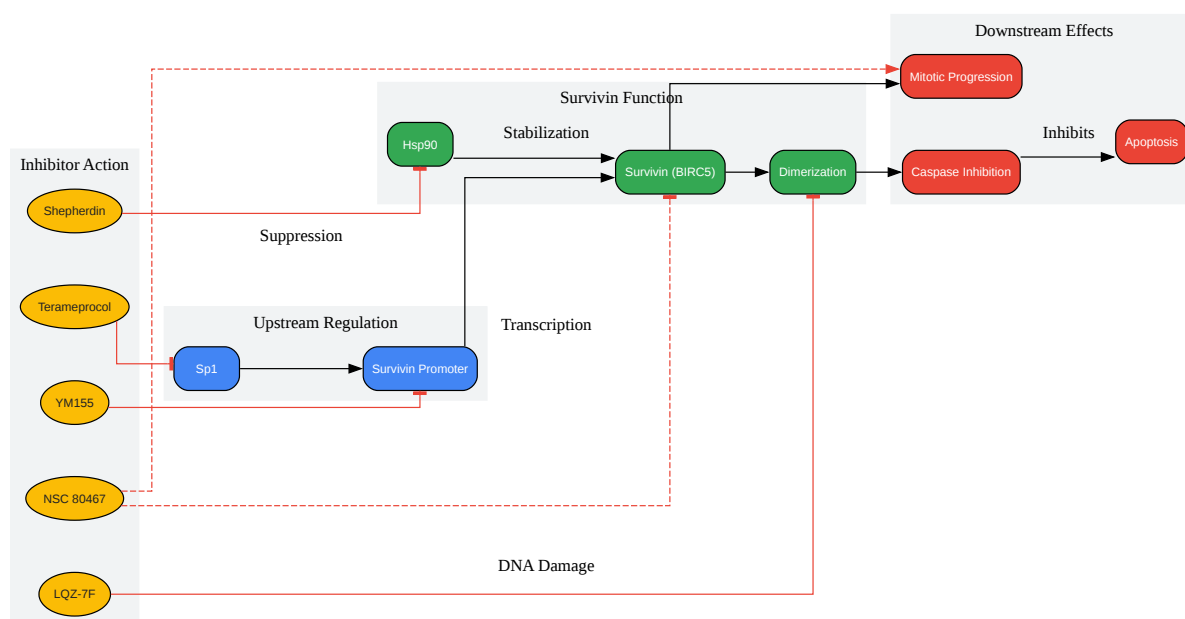 Downstream Effects
Mitotic Progression
Survivin Function
Hsp90
Stabilization
Inhibits
Apoptosis
Inhibitor Action
Survivin (BIRC5)
Dimerization
Caspase Inhibition
Shepherdin
Suppression
Terameprocol
Upstream Regulation
Transcription
Sp1
Survivin Promoter
YM155
NSC 80467
DNA Damage
LQZ-7F